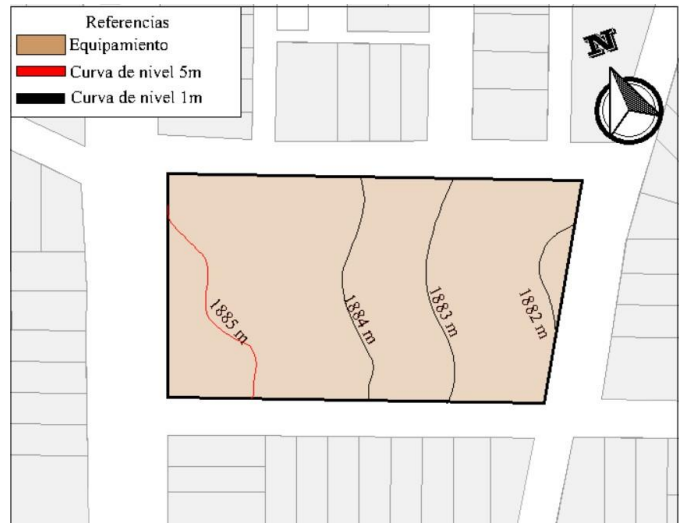 Referencias
Equipamiento
Curva de nivel 5m
Curva de nivel 1m
N
1885 m
1884 m
1883 m
1882 m